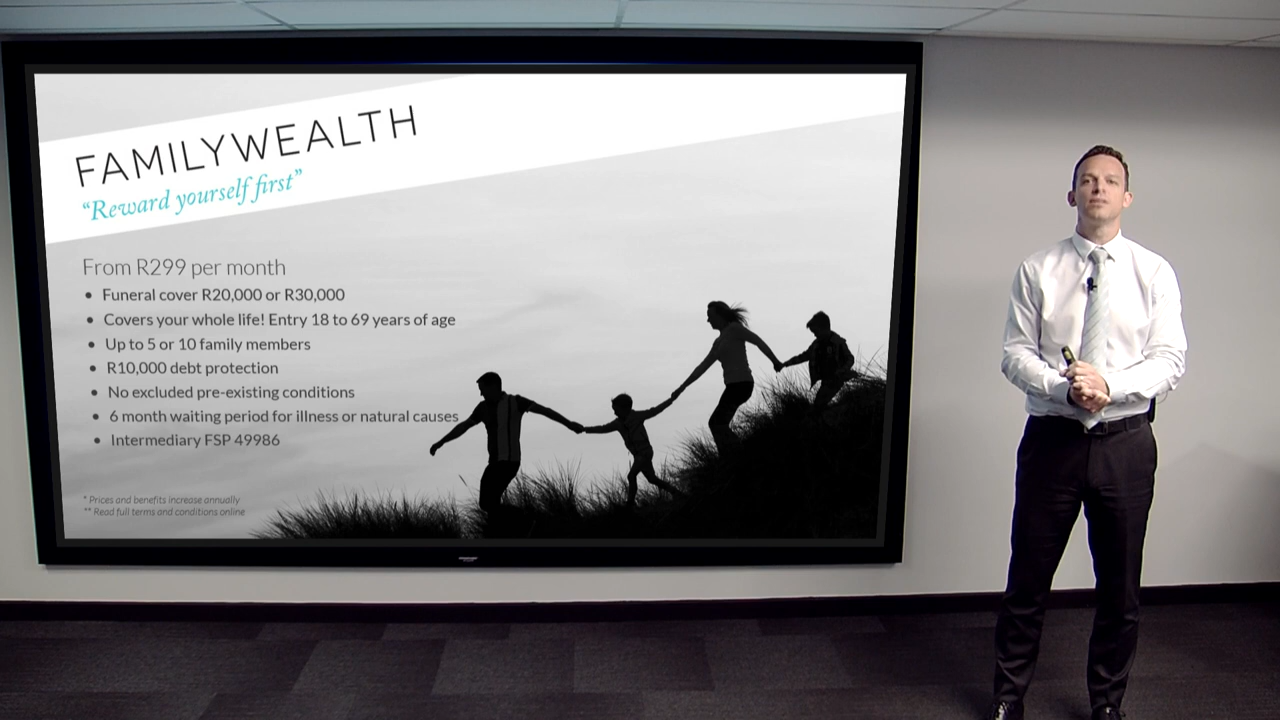 FAMILYWEALTH
“Reward yourself first”
From R299 per month
• Funeral cover R20,000 or R30,000
• Covers your whole life! Entry 18 to 69 years of age
• Up to 5 or 10 family members
• R10,000 debt protection
• No excluded pre-existing conditions
• 6 month waiting period for illness or natural causes
• Intermediary FSP 49986
* Prices and benefits increase annually
** Read full terms and conditions online